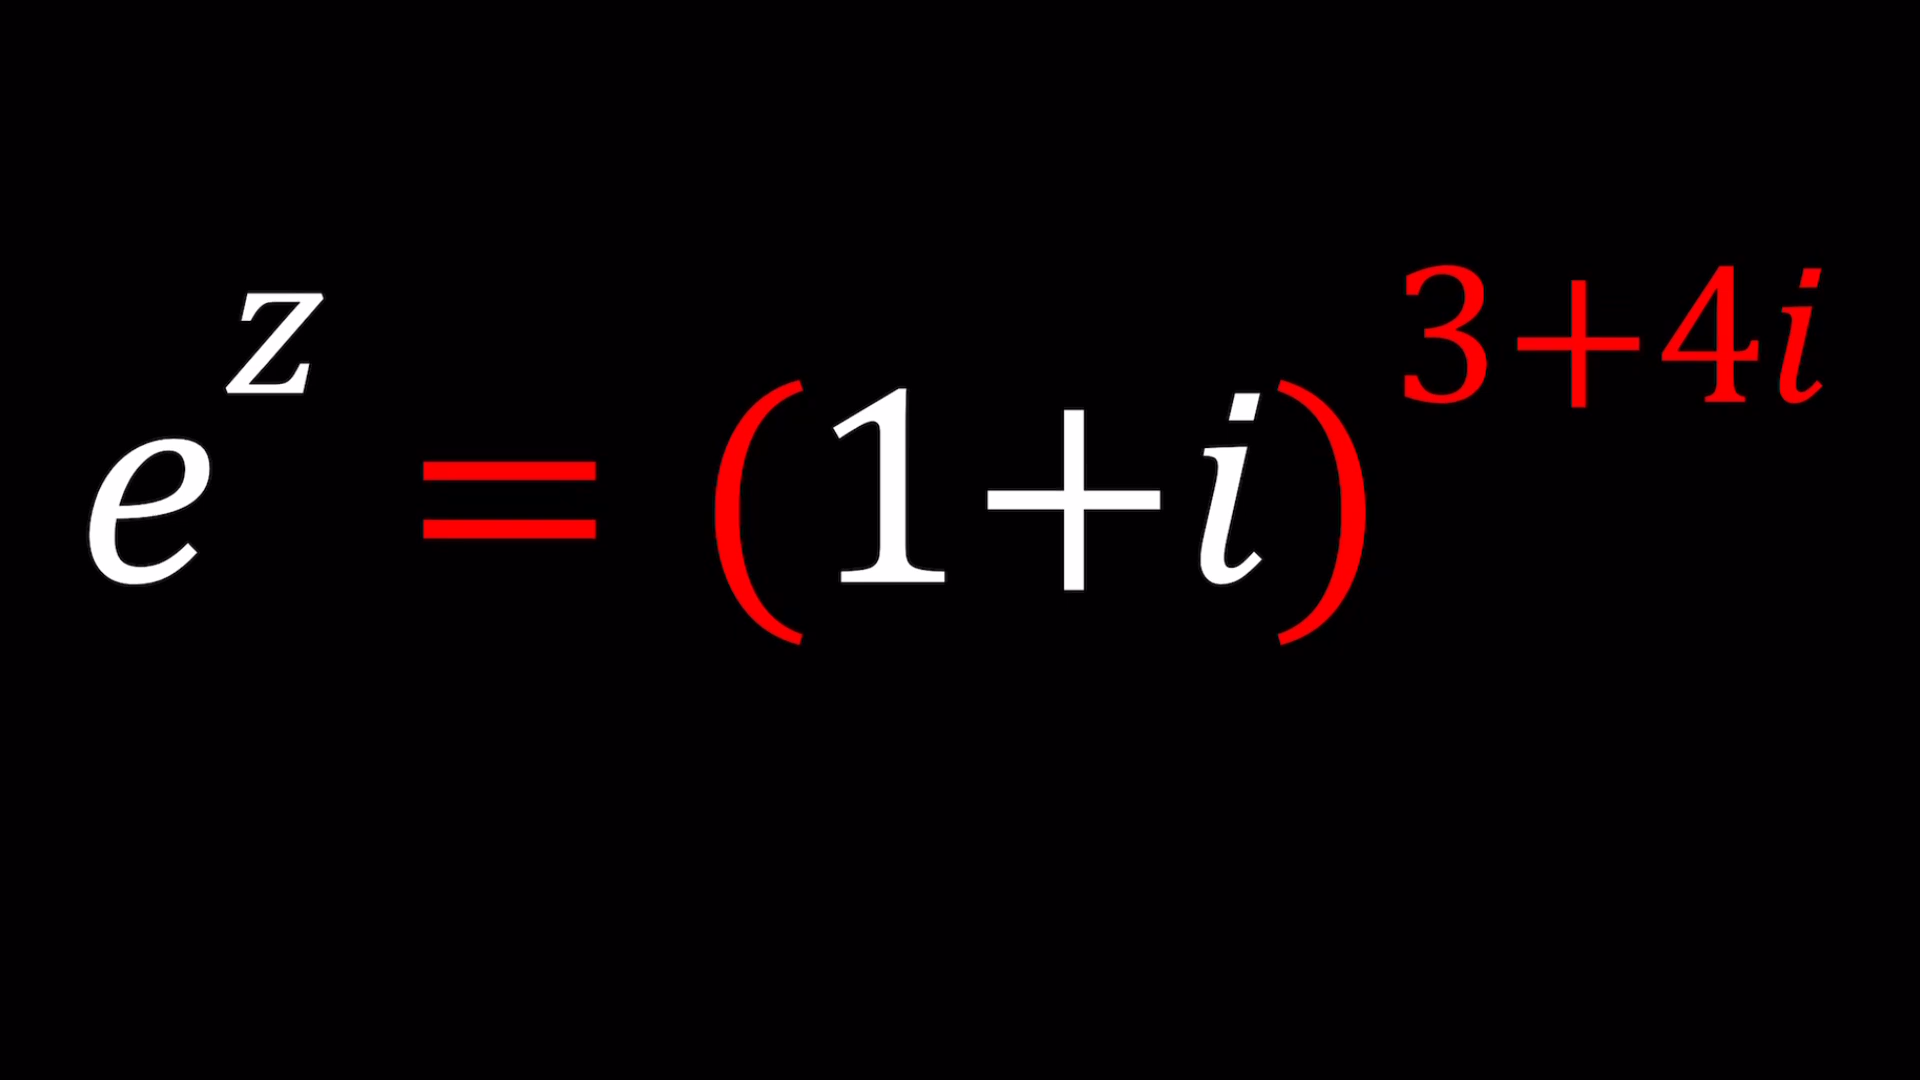 e^z = (1+i)^{3+4i}